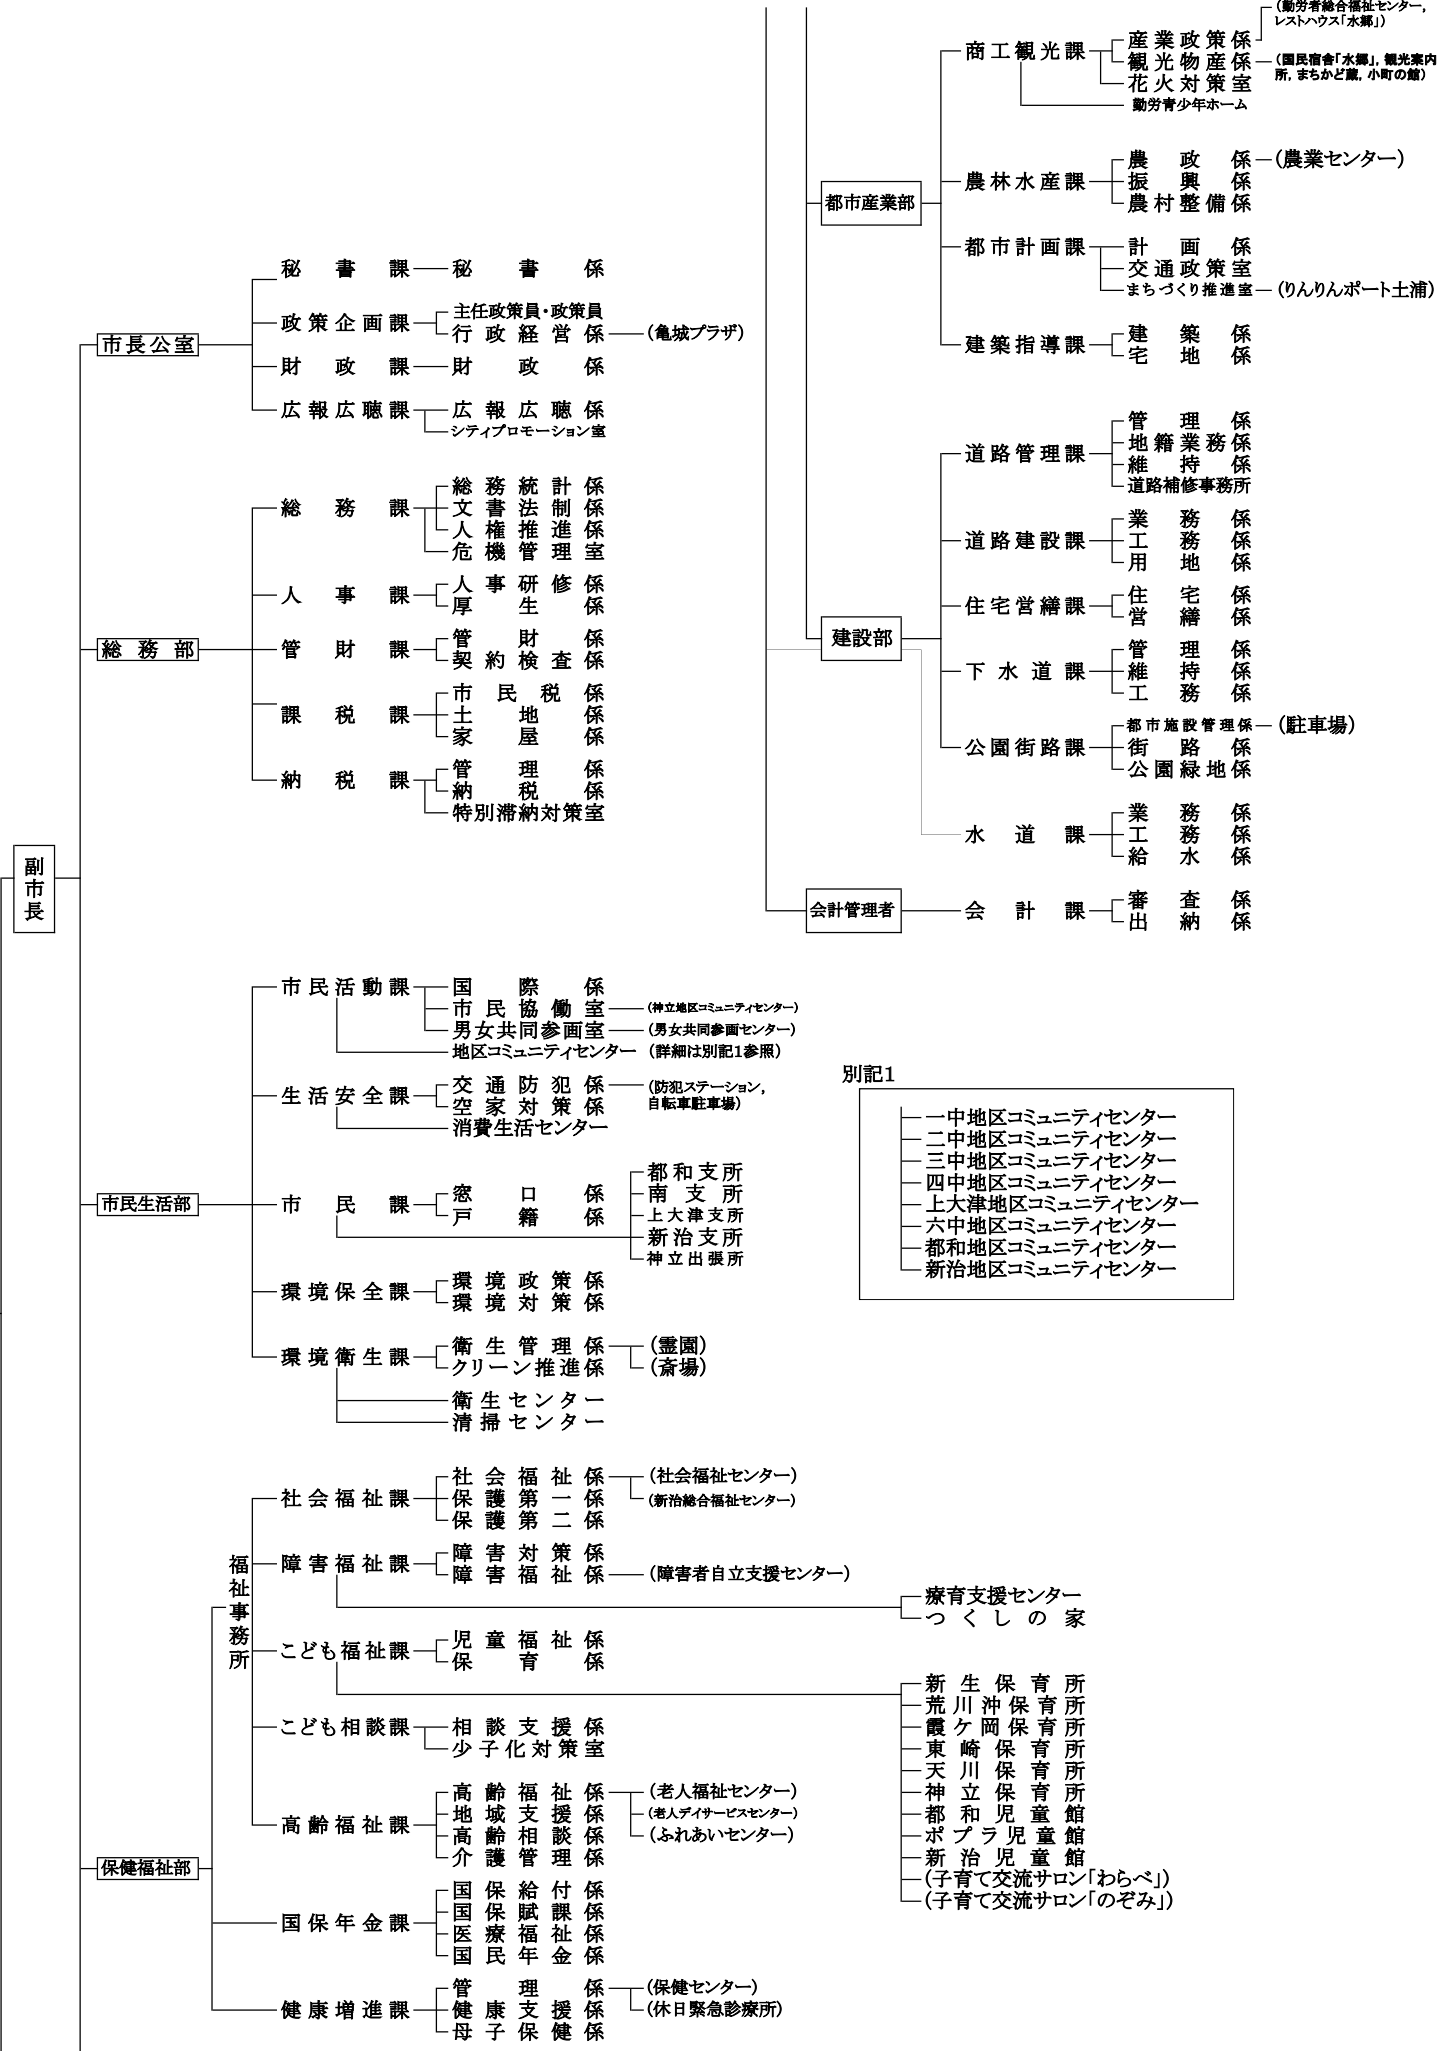 副市長
市長公室
秘書課
秘書係
政策企画課
主任政策員・政策員
行政経営係
(亀城プラザ)
財政課
財政係
広報広聴課
広報広聴係
シティプロモーション室
総務部
総務課
総務統計係
文書法制係
人権推進係
危機管理室
人事課
人事研修係
厚生係
管財課
管財係
契約検査係
課税課
市民税係
土地係
家屋係
納税課
管理係
納税係
特別滞納対策室
市民生活部
市民活動課
国際係
市民協働室
(神立地区コミュニティセンター)
男女共同参画室
(男女共同参画センター)
地区コミュニティセンター
(詳細は別記1参照)
生活安全課
交通防犯係
(防犯ステーション,
自転車駐車場)
空家対策係
消費生活センター
市民課
窓口係
戸籍係
都和支所
南支所
上大津支所
新治支所
神立出張所
環境保全課
環境政策係
環境対策係
環境衛生課
衛生管理係
(霊園)
(斎場)
クリーン推進係
衛生センター
清掃センター
保健福祉部
福祉事務所
社会福祉課
社会福祉係
(社会福祉センター)
(新治総合福祉センター)
保護第一係
保護第二係
障害福祉課
障害対策係
障害福祉係
(障害者自立支援センター)
療育支援センター
つくしの家
こども福祉課
児童福祉係
保育係
新生保育所
荒川沖保育所
霞ケ岡保育所
東崎保育所
天川保育所
神立保育所
都和児童館
ポプラ児童館
新治児童館
(子育て交流サロン「わらべ」)
(子育て交流サロン「のぞみ」)
こども相談課
相談支援係
少子化対策室
高齢福祉課
高齢福祉係
(老人福祉センター)
(老人デイサービスセンター)
(ふれあいセンター)
地域支援係
高齢相談係
介護管理係
国保年金課
国保給付係
国保賦課係
医療福祉係
国民年金係
健康増進課
管理係
(保健センター)
(休日緊急診療所)
健康支援係
母子保健係
都市産業部
商工観光課
産業政策係
(勤労者総合福祉センター,
レストハウス「水郷」)
観光物産係
(国民宿舎「水郷」, 観光案内
所, まちかど蔵, 小町の館)
花火対策室
勤労青少年ホーム
農林水産課
農政係
(農業センター)
振興係
農村整備係
都市計画課
計画係
交通政策室
まちづくり推進室
(りんりんポート土浦)
建築指導課
建築係
宅地係
建設部
道路管理課
管理係
地籍業務係
維持係
道路補修事務所
道路建設課
業務係
工務係
用地係
住宅営繕課
住宅係
営繕係
下水道課
管理係
維持係
工務係
公園街路課
都市施設管理係
(駐車場)
街路係
公園緑地係
水道課
業務係
工務係
給水係
会計管理者
会計課
審査係
出納係
別記1
一中地区コミュニティセンター
二中地区コミュニティセンター
三中地区コミュニティセンター
四中地区コミュニティセンター
上大津地区コミュニティセンター
六中地区コミュニティセンター
都和地区コミュニティセンター
新治地区コミュニティセンター